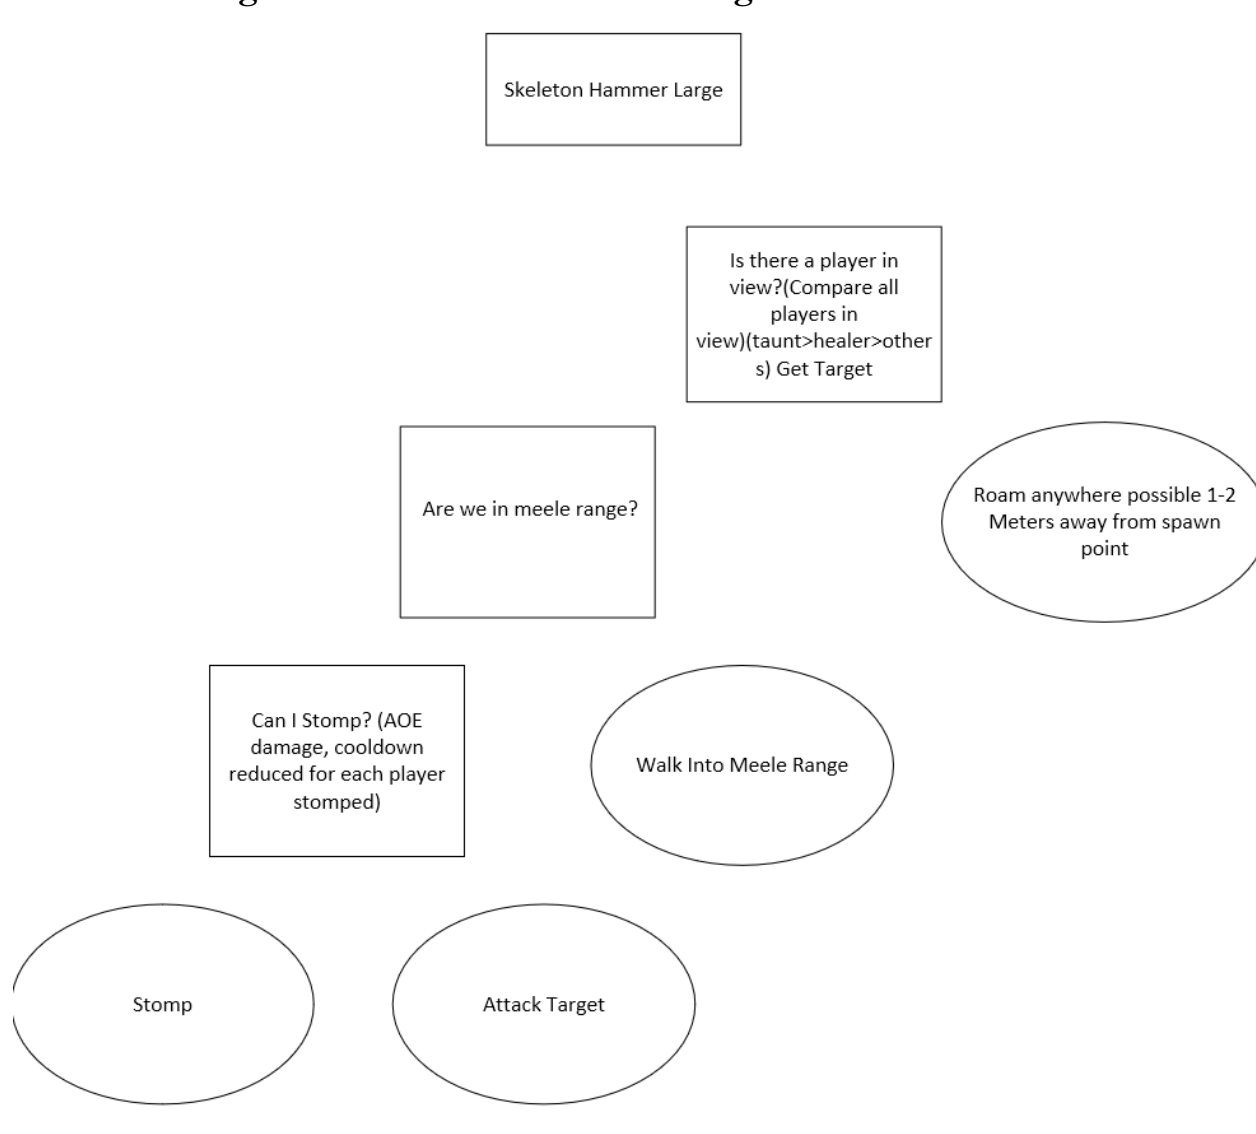 Skeleton Hammer Large
Is there a player in
view?(Compare all
players in
view)(taunt>healer>other
s) Get Target
Are we in meele range?
Roam anywhere possible 1-2
Meters away from spawn
point
Can I Stomp? (AOE
damage, cooldown
reduced for each player
stomped)
Walk Into Meele Range
Stomp
Attack Target